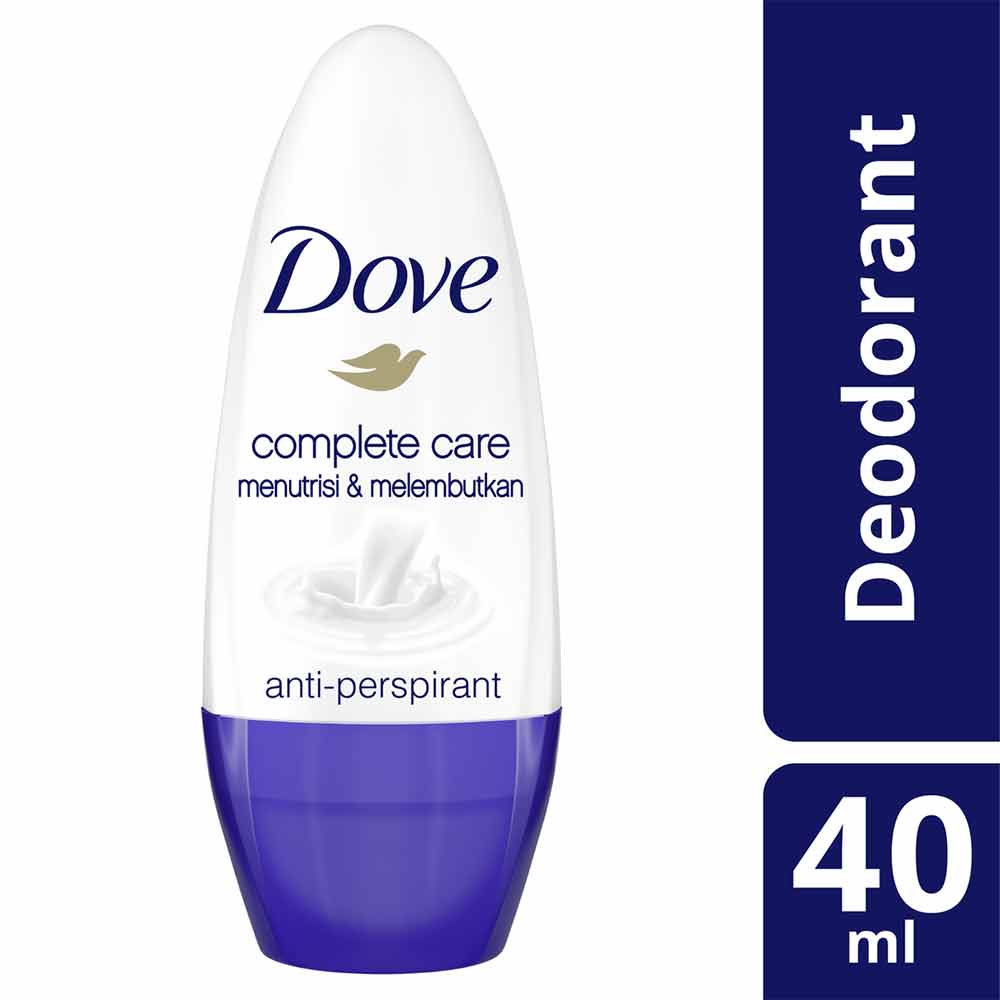 Dove
complete care
menutrisi & melembutkan
anti-perspirant
Deodorant
40
ml